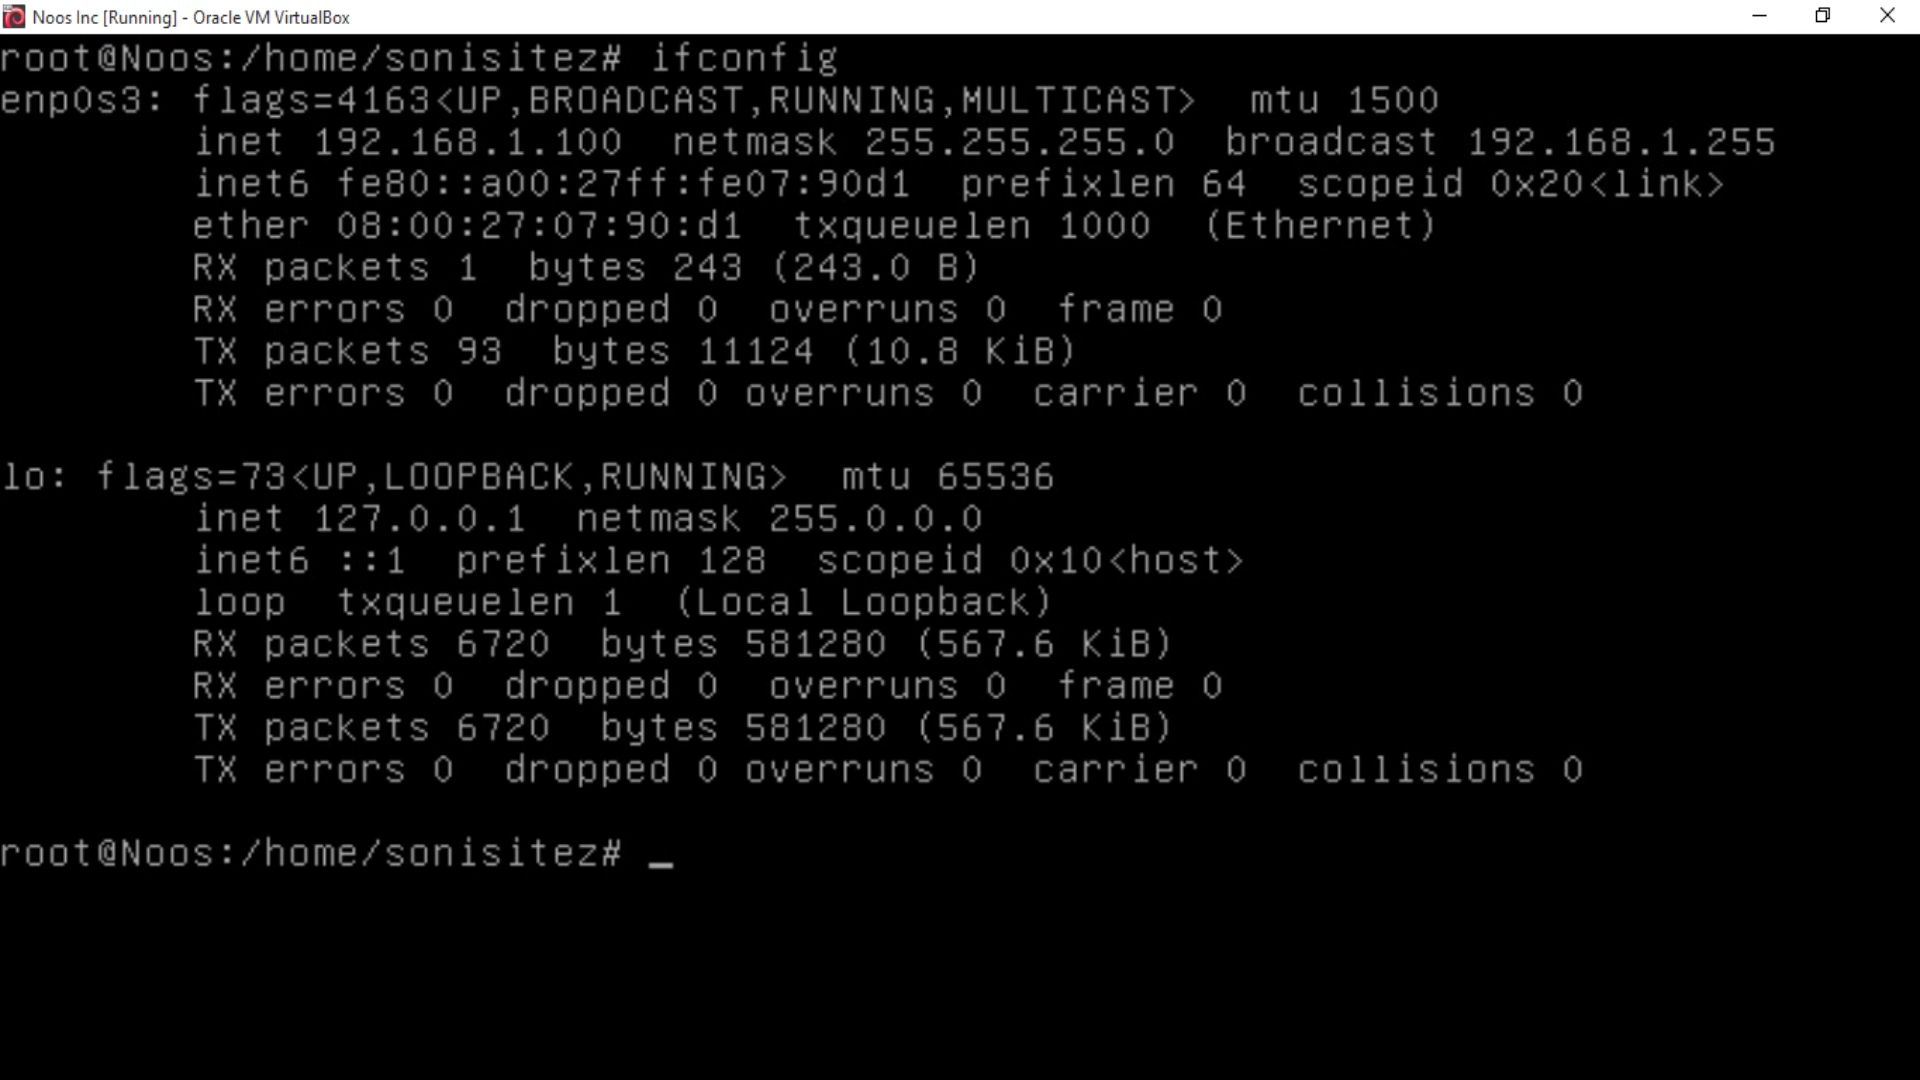 Noos Inc [Running] - Oracle VM VirtualBox
root@Noos:/home/sonisitez# ifconfig
enp0s3: flags=4163<UP,BROADCAST,RUNNING,MULTICAST>  mtu 1500
        inet 192.168.1.100  netmask 255.255.255.0  broadcast 192.168.1.255
        inet6 fe80::a00:27ff:fe07:90d1  prefixlen 64  scopeid 0x20<link>
        ether 08:00:27:07:90:d1  txqueuelen 1000  (Ethernet)
        RX packets 1  bytes 243 (243.0 B)
        RX errors 0  dropped 0  overruns 0  frame 0
        TX packets 93  bytes 11124 (10.8 KiB)
        TX errors 0  dropped 0 overruns 0  carrier 0  collisions 0

lo: flags=73<UP,LOOPBACK,RUNNING>  mtu 65536
        inet 127.0.0.1  netmask 255.0.0.0
        inet6 ::1  prefixlen 128  scopeid 0x10<host>
        loop  txqueuelen 1  (Local Loopback)
        RX packets 6720  bytes 581280 (567.6 KiB)
        RX errors 0  dropped 0  overruns 0  frame 0
        TX packets 6720  bytes 581280 (567.6 KiB)
        TX errors 0  dropped 0 overruns 0  carrier 0  collisions 0

root@Noos:/home/sonisitez# _